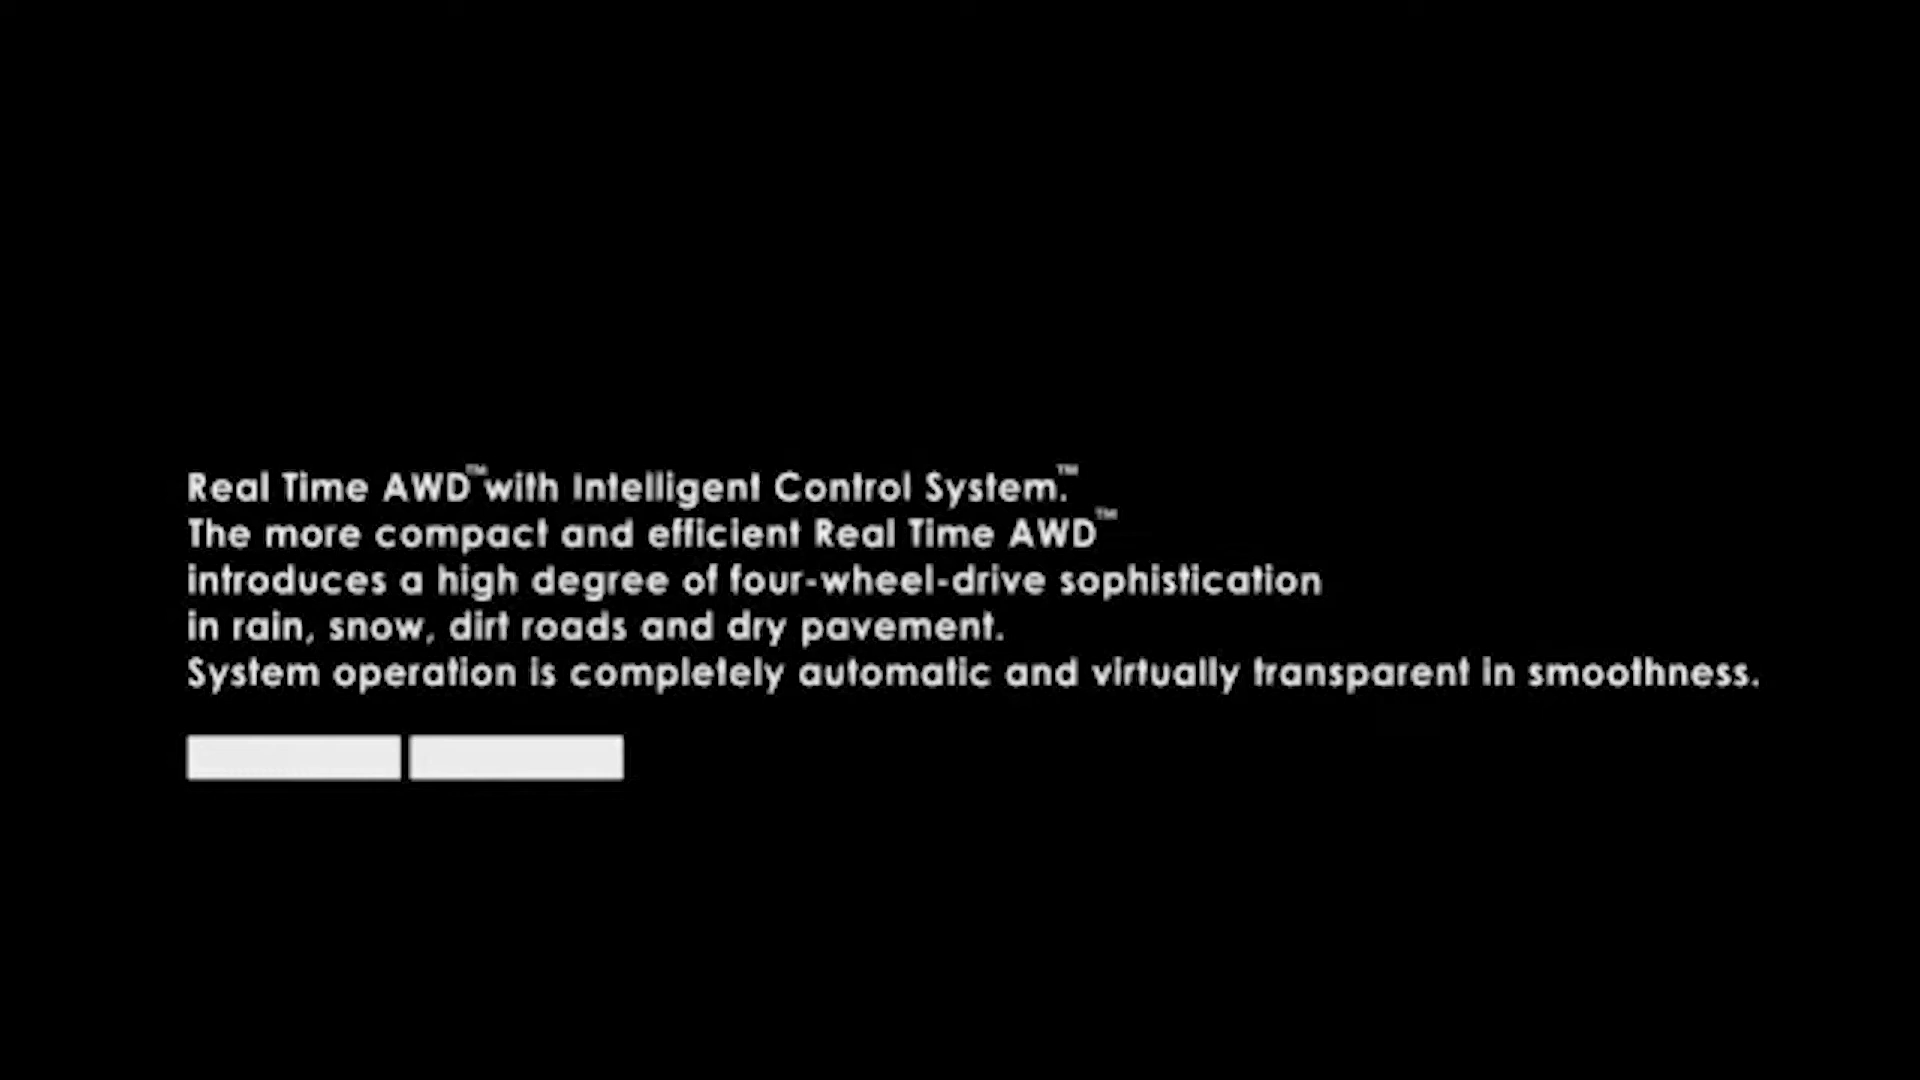 Real Time AWD™ with Intelligent Control System.™
The more compact and efficient Real Time AWD™
introduces a high degree of four-wheel-drive sophistication
in rain, snow, dirt roads and dry pavement.
System operation is completely automatic and virtually transparent in smoothness.